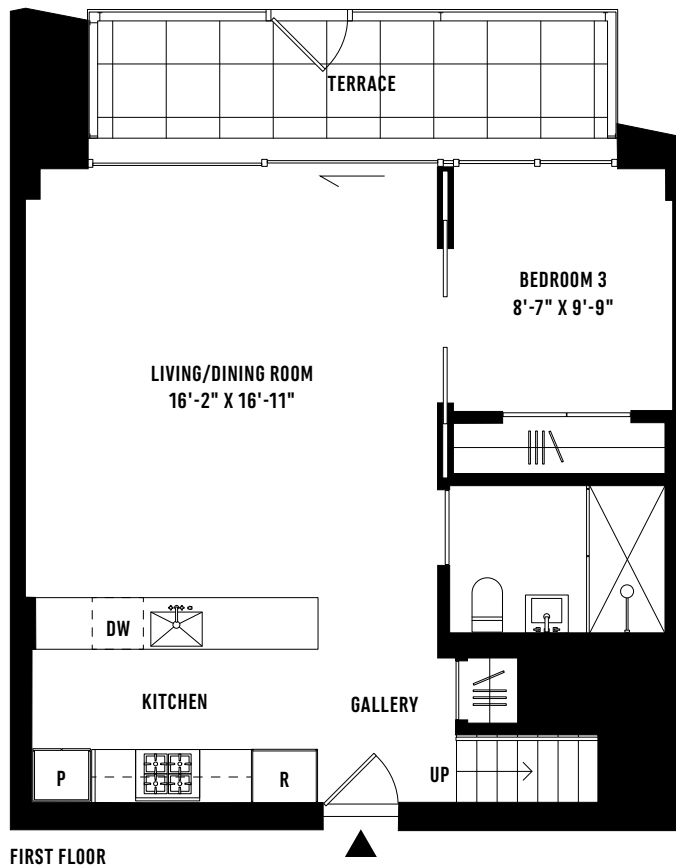 TERRACE
BEDROOM 3
8'-7" X 9'-9"
LIVING/DINING ROOM
16'-2" X 16'-11"
DW
KITCHEN
GALLERY
P
R
UP
FIRST FLOOR